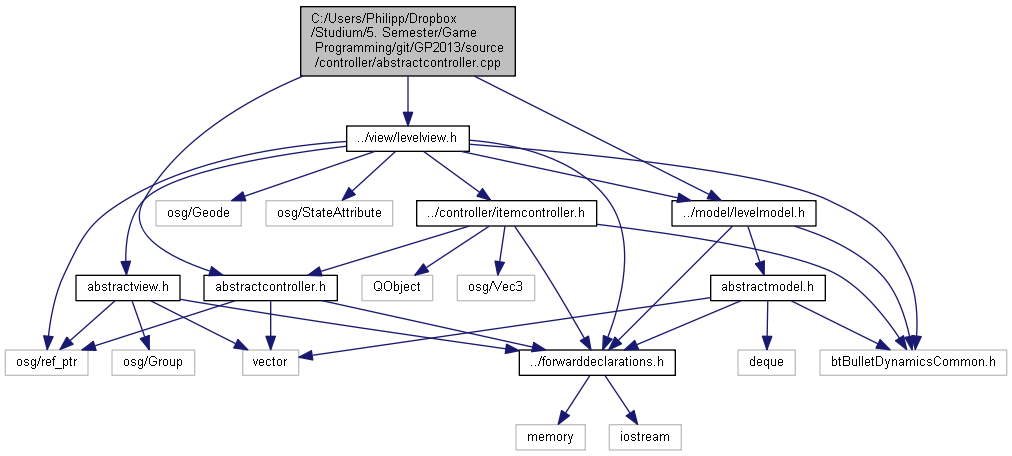 C:/Users/Philipp/Dropbox
/Studium/5. Semester/Game
Programming/git/GP2013/source
/controller/abstractcontroller.cpp
../view/levelview.h
osg/Geode
osg/StateAttribute
../controller/itemcontroller.h
../model/levelmodel.h
abstractview.h
abstractcontroller.h
QObject
osg/Vec3
abstractmodel.h
osg/ref_ptr
osg/Group
vector
../forwarddeclarations.h
deque
btBulletDynamicsCommon.h
memory
iostream